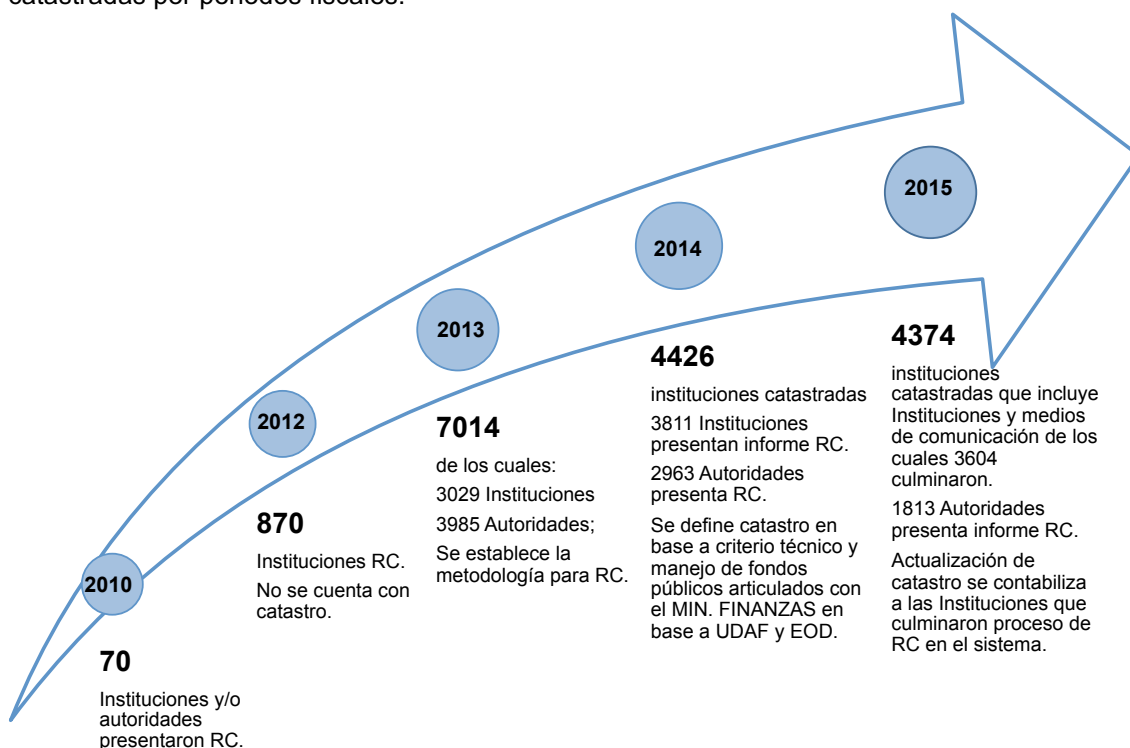 catastradas por periodos fiscales.
2010
70
Instituciones y/o
autoridades
presentaron RC.
2012
870
Instituciones RC.
No se cuenta con
catastro.
2013
7014
de los cuales:
3029 Instituciones
3985 Autoridades;
Se establece la
metodología para RC.
2014
4426
instituciones catastradas
3811 Instituciones
presentan informe RC.
2963 Autoridades
presenta RC.
Se define catastro en
base a criterio técnico y
manejo de fondos
públicos articulados con
el MIN. FINANZAS en
base a UDAF y EOD.
2015
4374
instituciones
catastradas que incluye
Instituciones y medios
de comunicación de los
cuales 3604
culminaron.
1813 Autoridades
presenta informe RC.
Actualización de
catastro se contabiliza
a las Instituciones que
culminaron proceso de
RC en el sistema.